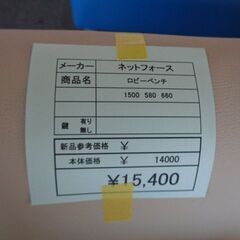 メーカー ネットフォース
商品名 ロビーベンチ
1500 580 660
鍵 有り
無し
新品参考価格 ￥
本体価格 ￥ 14000
￥15,400